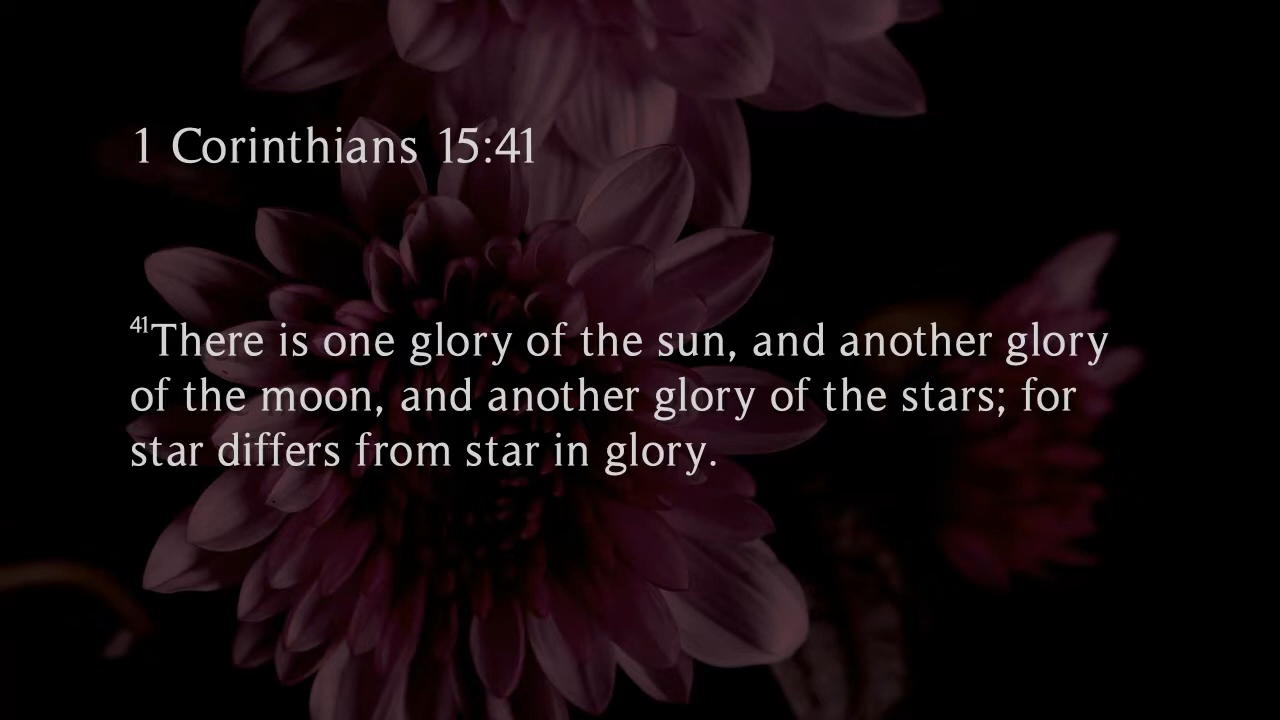 1 Corinthians 15:41
41There is one glory of the sun, and another glory
of the moon, and another glory of the stars; for
star differs from star in glory.